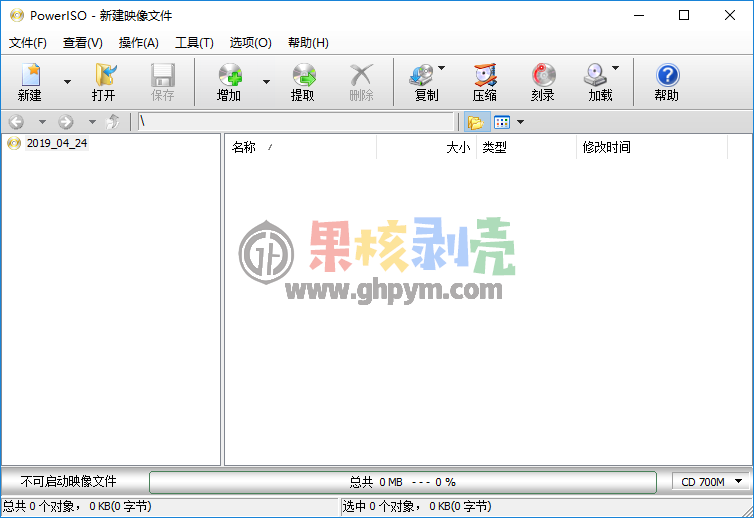 PowerISO - 新建映像文件
文件(F) 查看(V) 操作(A) 工具(T) 选项(O) 帮助(H)
新建 打开 保存 增加 提取 删除 复制 压缩 刻录 加载 帮助
\
2019_04_24
名称 大小 类型 修改时间
果核剥壳
www.ghpym.com
不可启动映像文件 总共 0 MB --- 0 % CD 700M
总共 0 个对象， 0 KB(0 字节) 选中 0 个对象， 0 KB(0 字节)